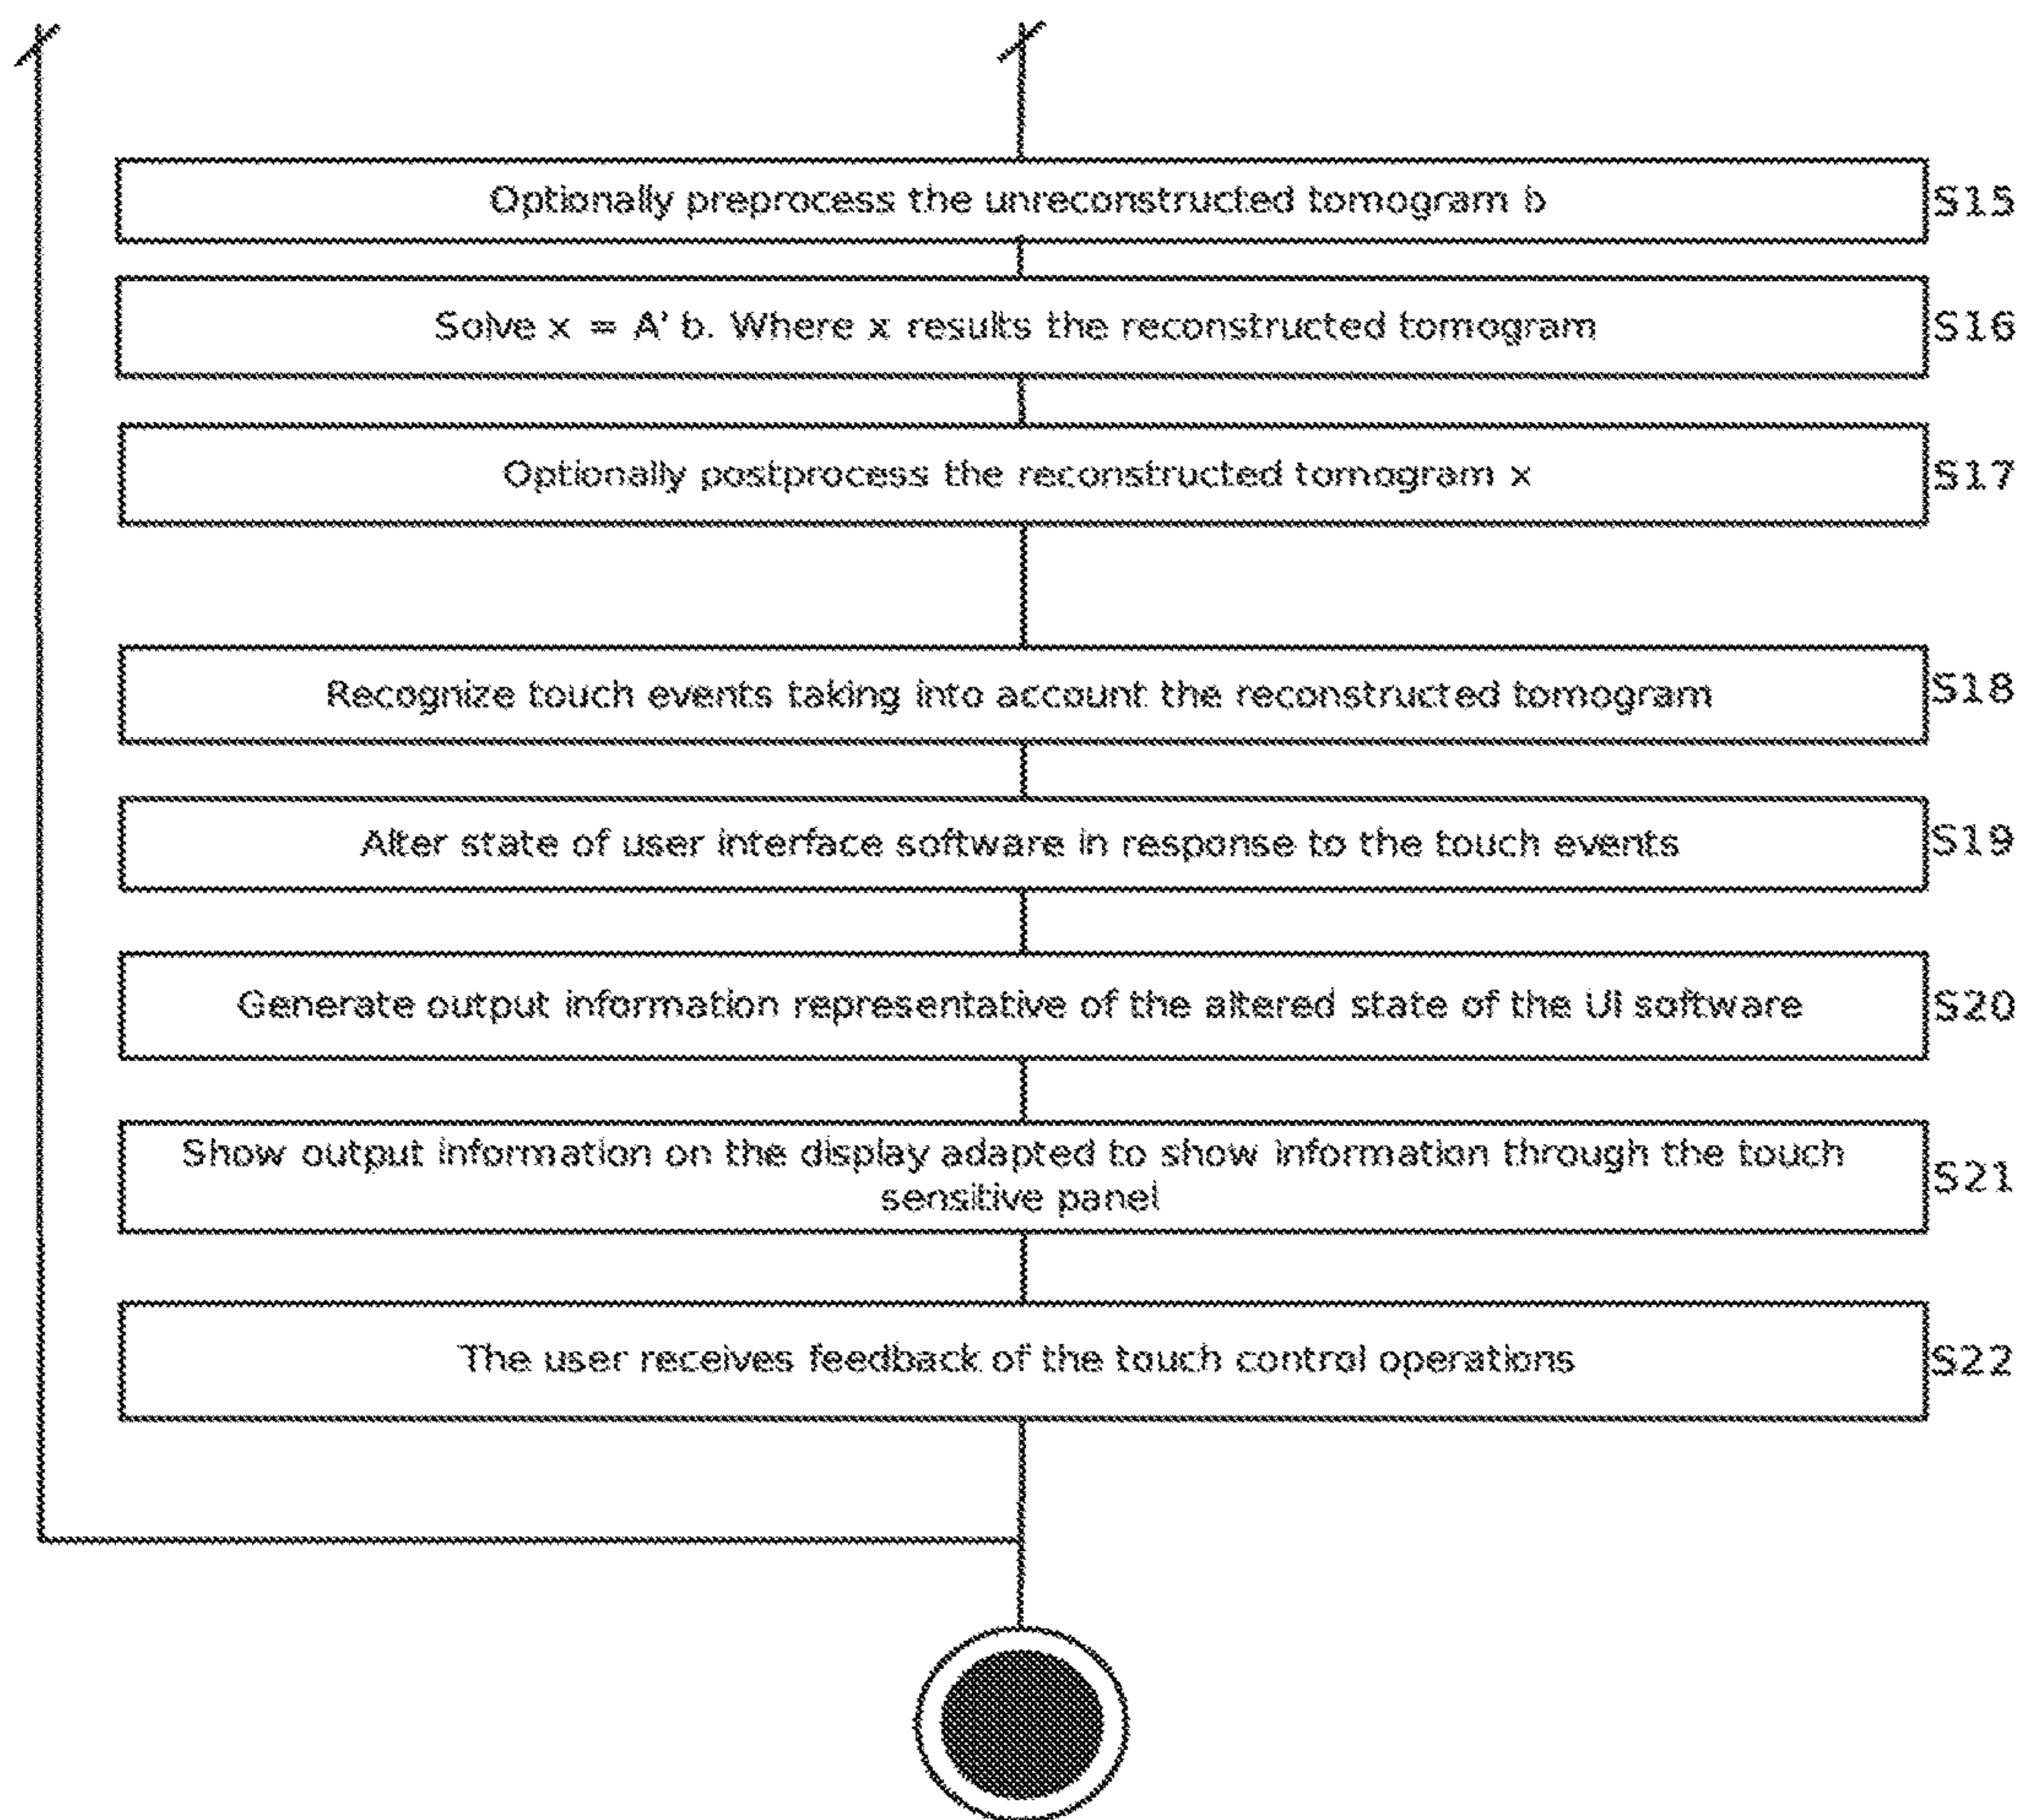 Optionally preprocess the unreconstructed tomogram b S15
Solve x = A' b. Where x results the reconstructed tomogram S16
Optionally postprocess the reconstructed tomogram x S17
Recognize touch events taking into account the reconstructed tomogram S18
Alter state of user interface software in response to the touch events S19
Generate output information representative of the altered state of the UI software S20
Show output information on the display adapted to show information through the touch
sensitive panel S21
The user receives feedback of the touch control operations S22